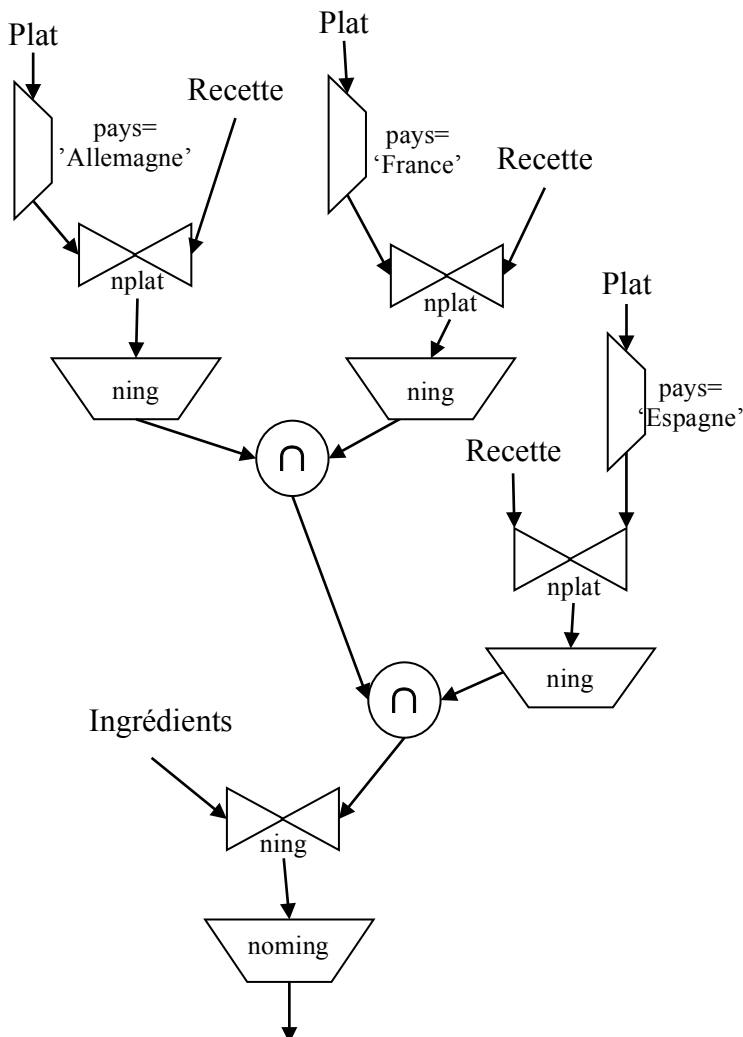 Plat
Plat
Recette
pays=
’Allemagne’
pays=
‘France’
Recette
nplat
nplat
Plat
ning
ning
pays=
‘Espagne’
∩
Recette
nplat
ning
∩
Ingrédients
ning
noming